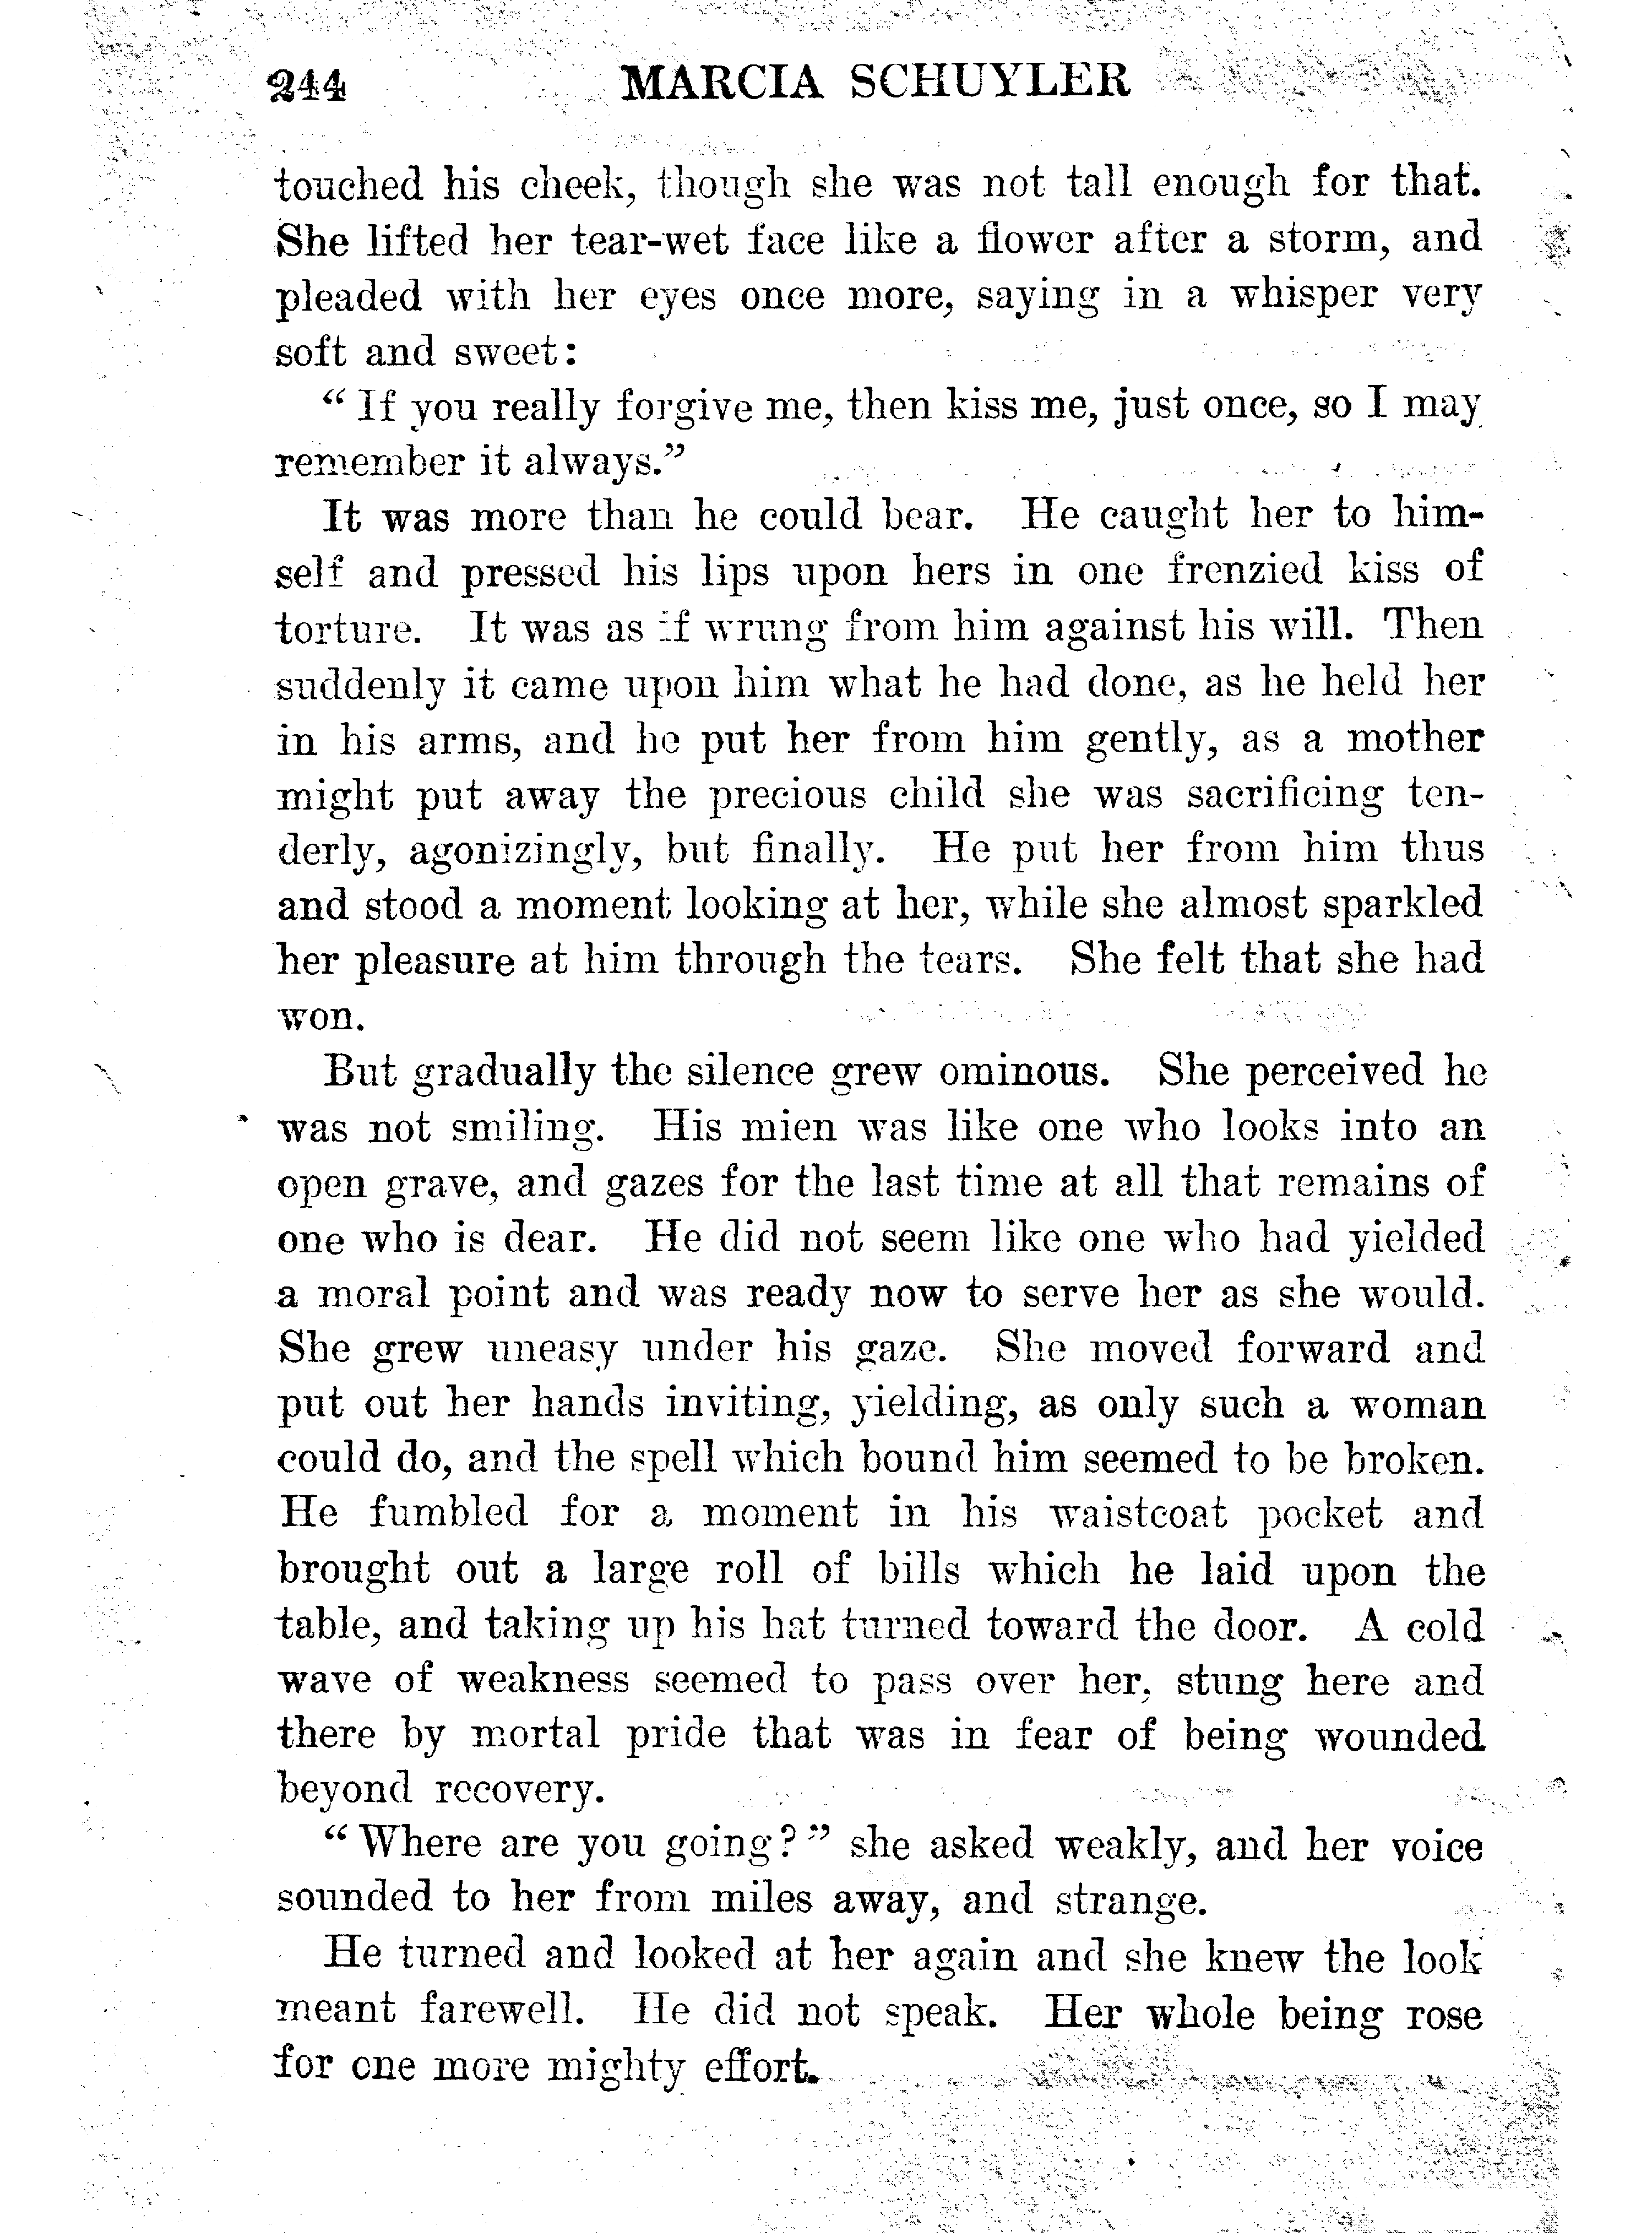 244 MARCIA SCHUYLER
touched his cheek, though she was not tall enough for that.
She lifted her tear-wet face like a flower after a storm, and
pleaded with her eyes once more, saying in a whisper very
soft and sweet:
“If you really forgive me, then kiss me, just once, so I may
remember it always.”
It was more than he could bear. He caught her to him-
self and pressed his lips upon hers in one frenzied kiss of
torture. It was as if wrung from him against his will. Then
suddenly it came upon him what he had done, as he held her
in his arms, and he put her from him gently, as a mother
might put away the precious child she was sacrificing ten-
derly, agonizingly, but finally. He put her from him thus
and stood a moment looking at her, while she almost sparkled
her pleasure at him through the tears. She felt that she had
won.
But gradually the silence grew ominous. She perceived he
was not smiling. His mien was like one who looks into an
open grave, and gazes for the last time at all that remains of
one who is dear. He did not seem like one who had yielded
a moral point and was ready now to serve her as she would.
She grew uneasy under his gaze. She moved forward and
put out her hands inviting, yielding, as only such a woman
could do, and the spell which bound him seemed to be broken.
He fumbled for a moment in his waistcoat pocket and
brought out a large roll of bills which he laid upon the
table, and taking up his hat turned toward the door. A cold
wave of weakness seemed to pass over her, stung here and
there by mortal pride that was in fear of being wounded
beyond recovery.
“Where are you going?” she asked weakly, and her voice
sounded to her from miles away, and strange.
He turned and looked at her again and she knew the look
meant farewell. He did not speak. Her whole being rose
for one more mighty effort.